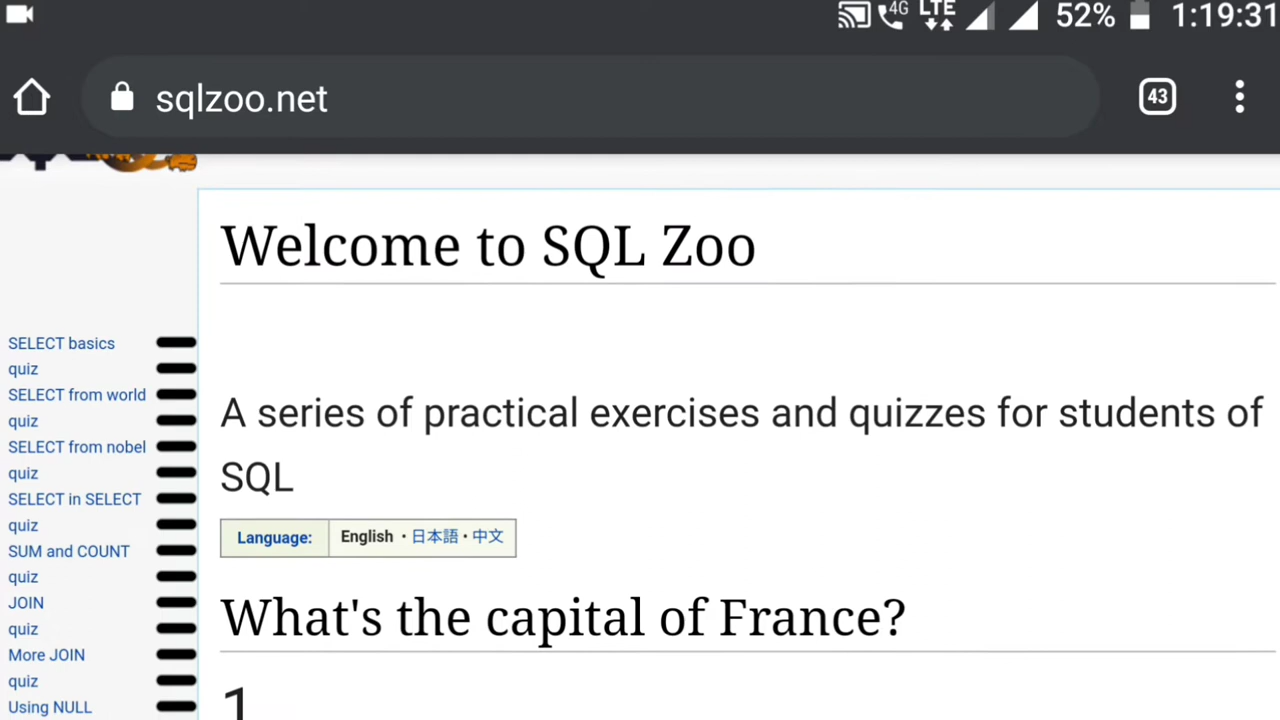 4G LTE 52% 1:19:31
sqlzoo.net 43
Welcome to SQL Zoo
SELECT basics
quiz
SELECT from world
quiz
SELECT from nobel
quiz
SELECT in SELECT
quiz
SUM and COUNT
quiz
JOIN
quiz
More JOIN
quiz
Using NULL
A series of practical exercises and quizzes for students of
SQL
Language: English · 日本語 · 中文
What's the capital of France?
1